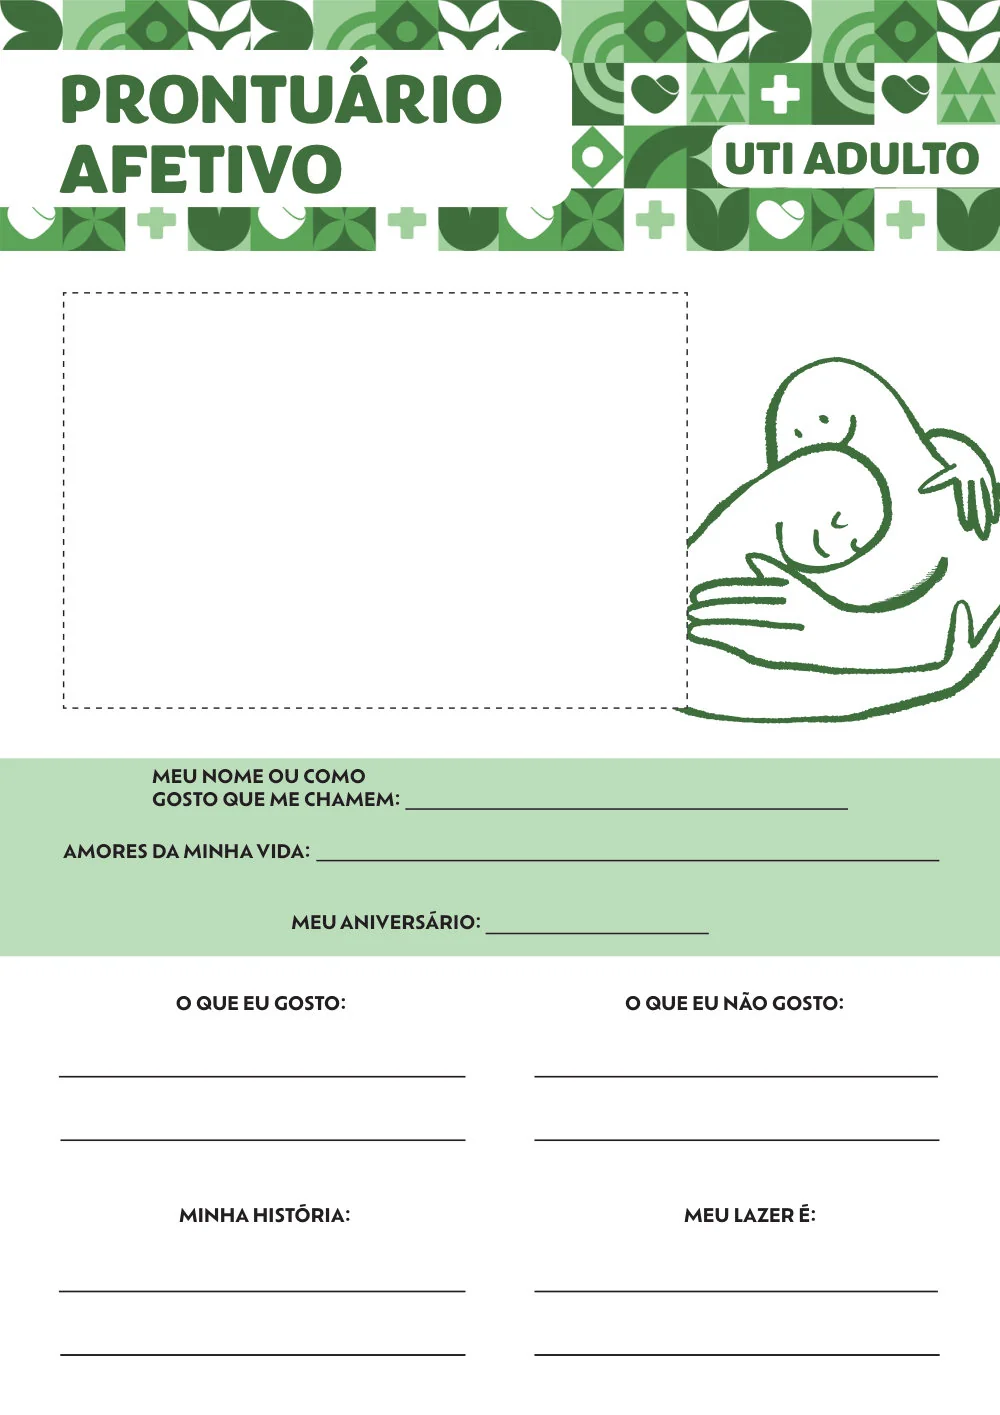 PRONTUÁRIO
AFETIVO
UTI ADULTO
MEU NOME OU COMO
GOSTO QUE ME CHAMEM:
AMORES DA MINHA VIDA:
MEU ANIVERSÁRIO:
O QUE EU GOSTO:
O QUE EU NÃO GOSTO:
MINHA HISTÓRIA:
MEU LAZER É: